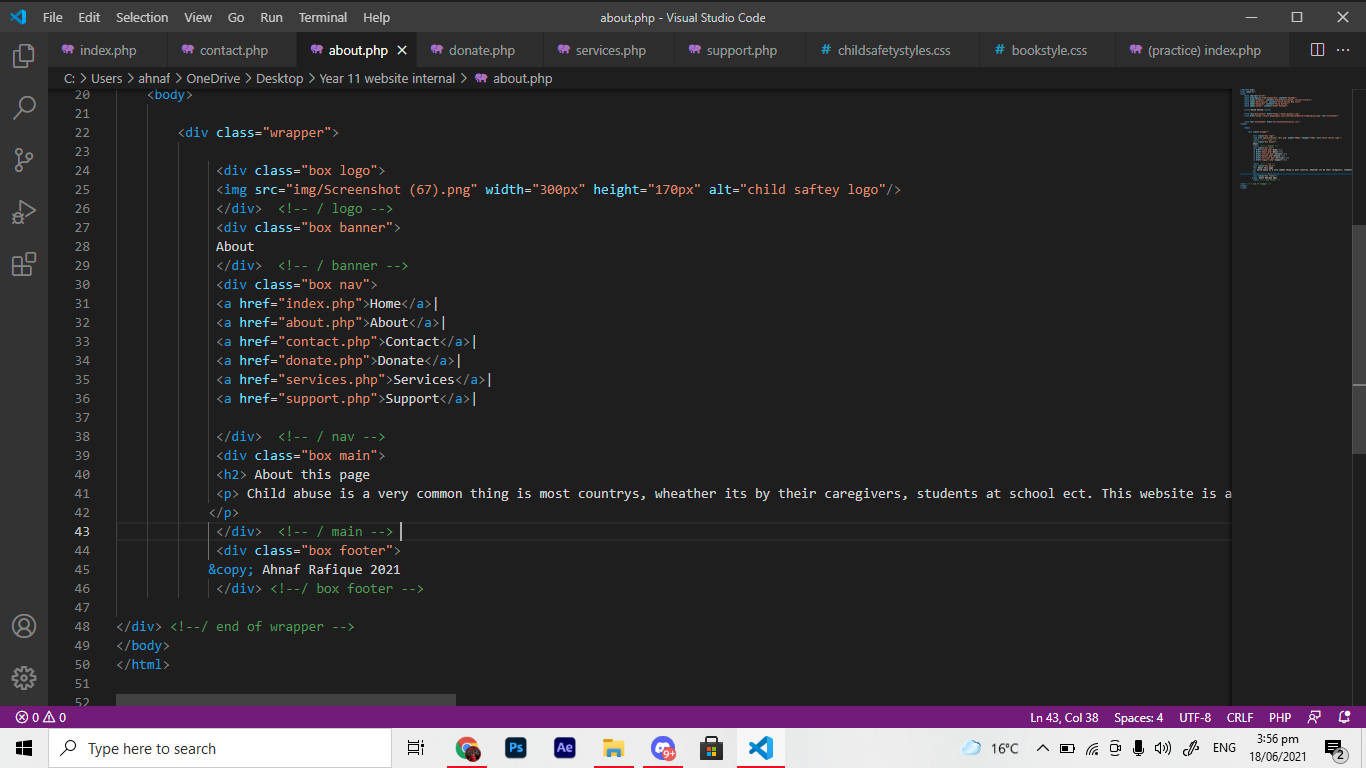 File Edit Selection View Go Run Terminal Help about.php - Visual Studio Code
index.php contact.php about.php donate.php services.php support.php # childsafetystyles.css # bookstyle.css (practice) index.php
C: > Users > ahnaf > OneDrive > Desktop > Year 11 website internal > about.php
20 <body>
21
22 <div class="wrapper">
23
24 <div class="box logo">
25 <img src="img/Screenshot (67).png" width="300px" height="170px" alt="child saftey logo"/>
26 </div> <!-- / logo -->
27 <div class="box banner">
28 About
29 </div> <!-- / banner -->
30 <div class="box nav">
31 <a href="index.php">Home</a>|
32 <a href="about.php">About</a>|
33 <a href="contact.php">Contact</a>|
34 <a href="donate.php">Donate</a>|
35 <a href="services.php">Services</a>|
36 <a href="support.php">Support</a>|
37
38 </div> <!-- / nav -->
39 <div class="box main">
40 <h2> About this page
41 <p> Child abuse is a very common thing is most countrys, wheather its by their caregivers, students at school ect. This website is a
42 </p>
43 </div> <!-- / main -->
44 <div class="box footer">
45 &copy; Ahnaf Rafique 2021
46 </div> <!--/ box footer -->
47
48 </div> <!--/ end of wrapper -->
49 </body>
50 </html>
51
52
0 0 Ln 43, Col 38 Spaces: 4 UTF-8 CRLF PHP
Type here to search Ps Ae 9+ 16°C ENG 3:56 pm
18/06/2021 2